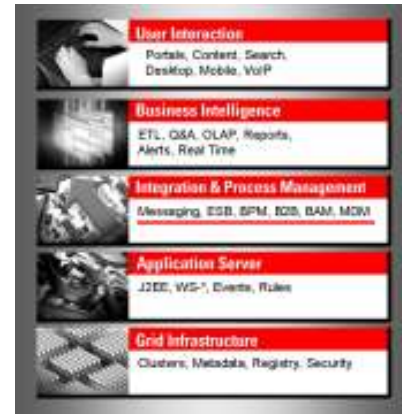 User Interaction
Portals, Content, Search,
Desktop, Mobile, VoIP
Business Intelligence
ETL, Q&A, OLAP, Reports,
Alerts, Real Time
Integration & Process Management
Messaging, ESB, BPM, B2B, BAM, MDM
Application Server
J2EE, WS-*, Events, Rules
Grid Infrastructure
Clusters, Metadata, Registry, Security